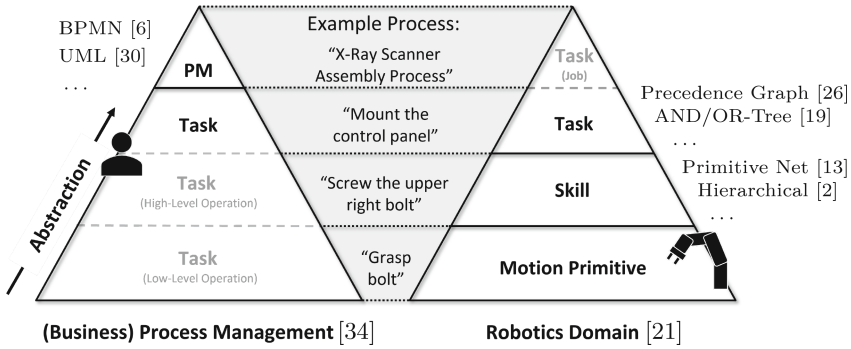 BPMN [6]
UML [30]
...
Abstraction
PM
Task
Task
(High-Level Operation)
Task
(Low-Level Operation)
(Business) Process Management [34]
Example Process:
“X-Ray Scanner
Assembly Process”
“Mount the
control panel”
“Screw the upper
right bolt”
“Grasp
bolt”
Task
(Job)
Task
Skill
Motion Primitive
Robotics Domain [21]
Precedence Graph [26]
AND/OR-Tree [19]
...
Primitive Net [13]
Hierarchical [2]
...